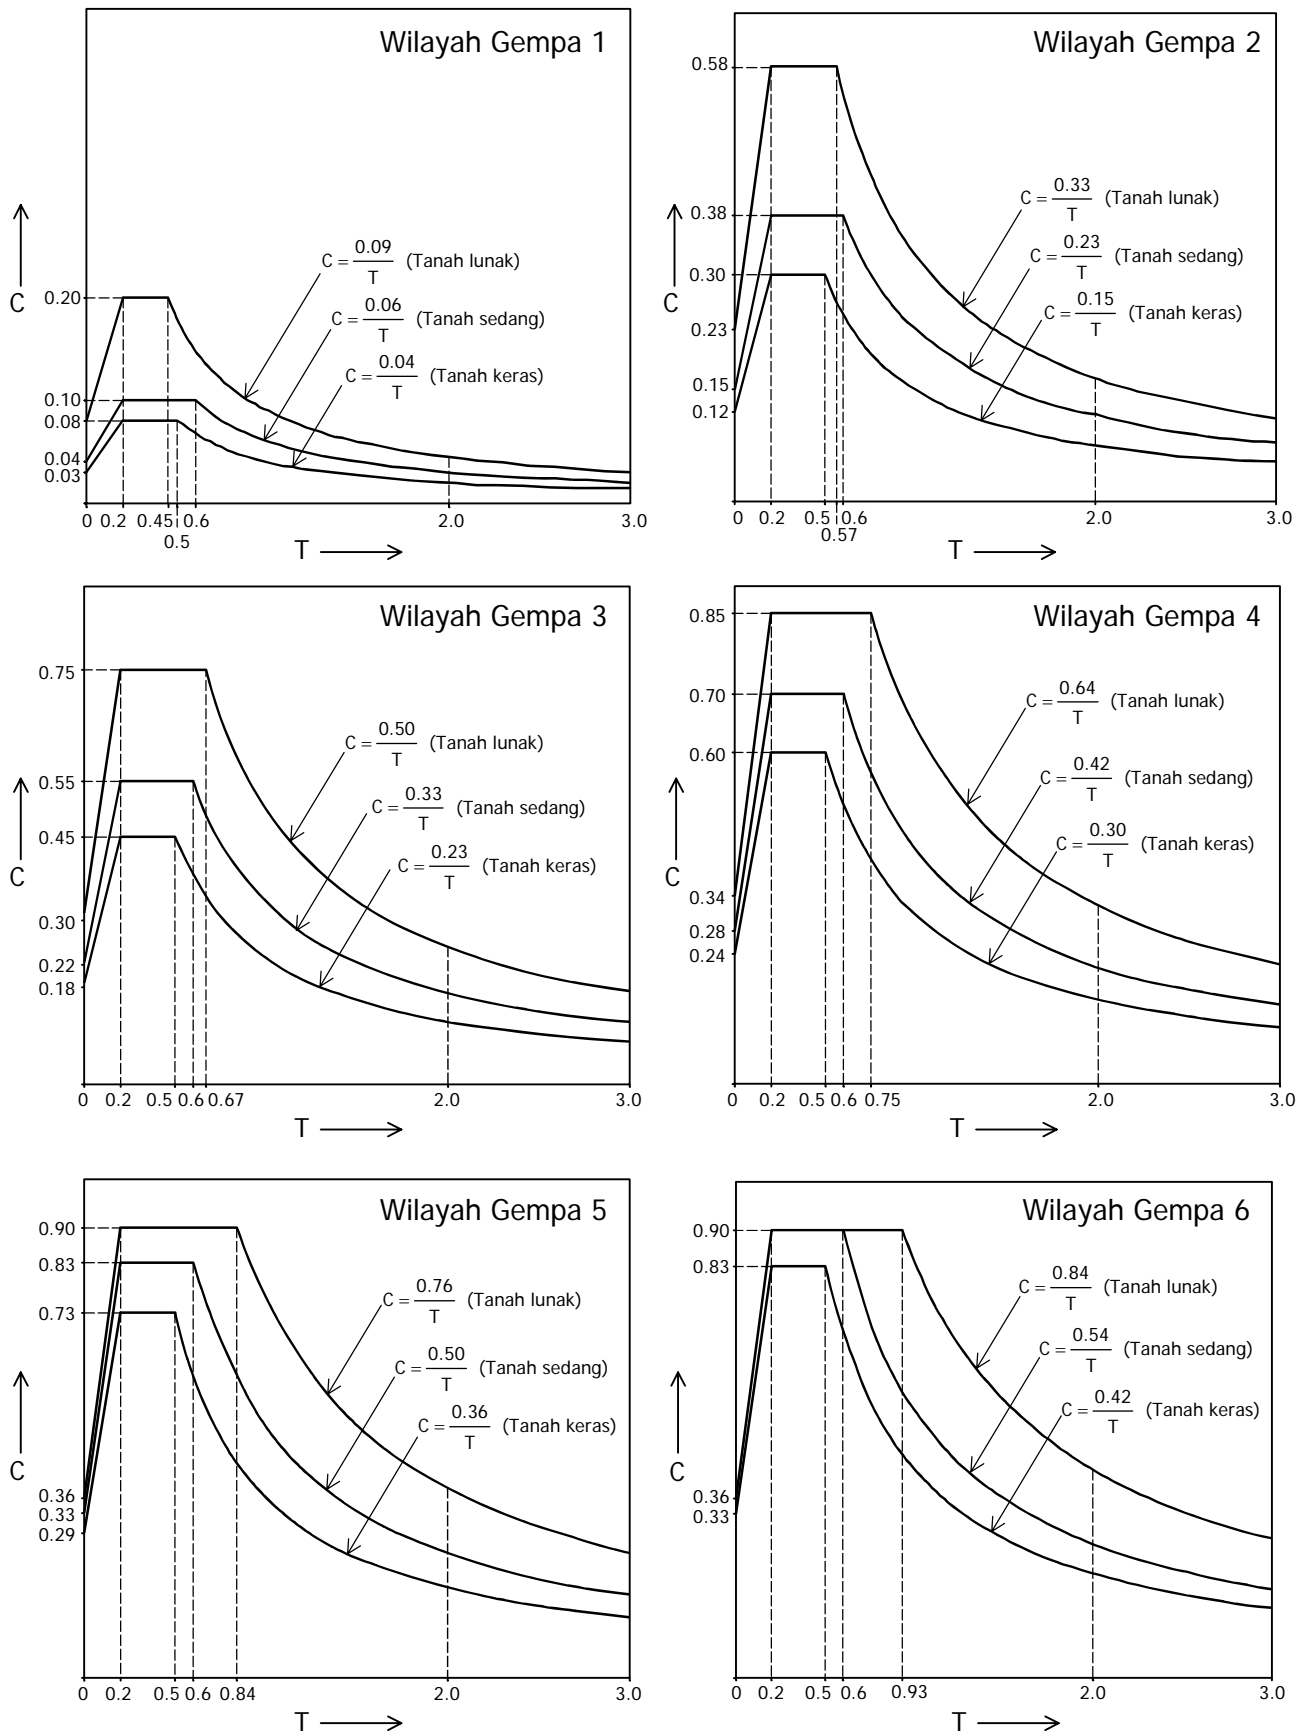 Wilayah Gempa 1
C
0.20
0.10
0.08
0.04
0.03
C = 0.09/T (Tanah lunak)
C = 0.06/T (Tanah sedang)
C = 0.04/T (Tanah keras)
0 0.2 0.45 0.6 2.0 3.0
0.5
T
Wilayah Gempa 2
C
0.58
0.38
0.30
0.23
0.15
0.12
C = 0.33/T (Tanah lunak)
C = 0.23/T (Tanah sedang)
C = 0.15/T (Tanah keras)
0 0.2 0.5 0.6 2.0 3.0
0.57
T
Wilayah Gempa 3
C
0.75
0.55
0.45
0.30
0.22
0.18
C = 0.50/T (Tanah lunak)
C = 0.33/T (Tanah sedang)
C = 0.23/T (Tanah keras)
0 0.2 0.5 0.6 0.67 2.0 3.0
T
Wilayah Gempa 4
C
0.85
0.70
0.60
0.34
0.28
0.24
C = 0.64/T (Tanah lunak)
C = 0.42/T (Tanah sedang)
C = 0.30/T (Tanah keras)
0 0.2 0.5 0.6 0.75 2.0 3.0
T
Wilayah Gempa 5
C
0.90
0.83
0.73
0.36
0.33
0.29
C = 0.76/T (Tanah lunak)
C = 0.50/T (Tanah sedang)
C = 0.36/T (Tanah keras)
0 0.2 0.5 0.6 0.84 2.0 3.0
T
Wilayah Gempa 6
C
0.90
0.83
0.36
0.33
C = 0.84/T (Tanah lunak)
C = 0.54/T (Tanah sedang)
C = 0.42/T (Tanah keras)
0 0.2 0.5 0.6 0.93 2.0 3.0
T